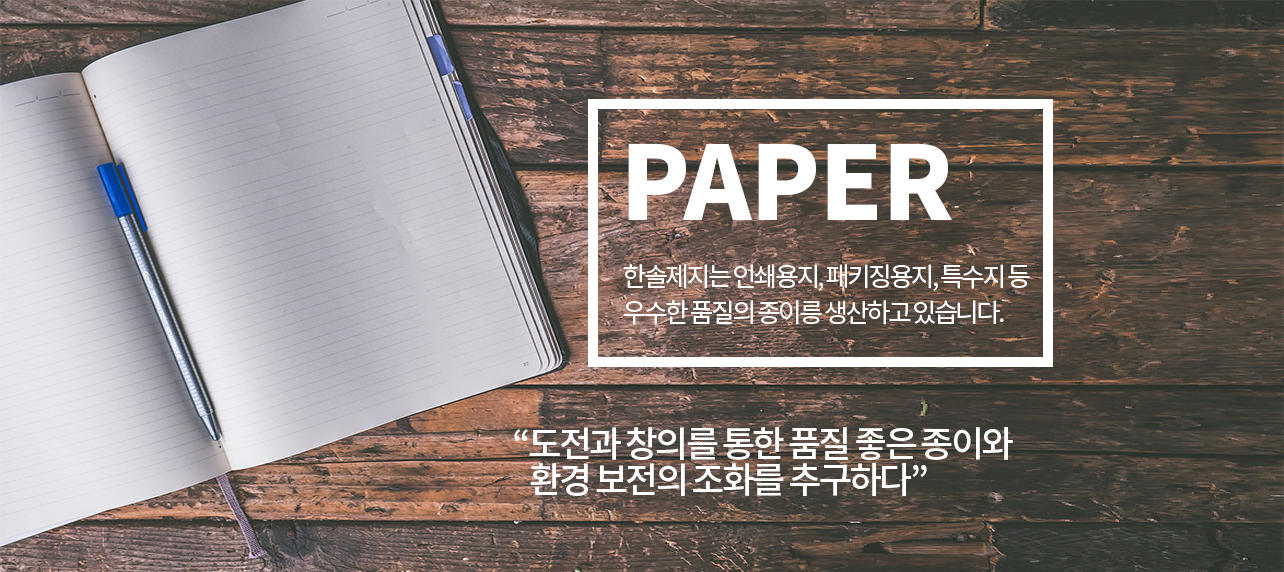 PAPER
한솔제지는 인쇄용지, 패키징용지, 특수지 등
우수한 품질의 종이를 생산하고 있습니다.
“도전과 창의를 통한 품질 좋은 종이와
환경 보전의 조화를 추구하다”